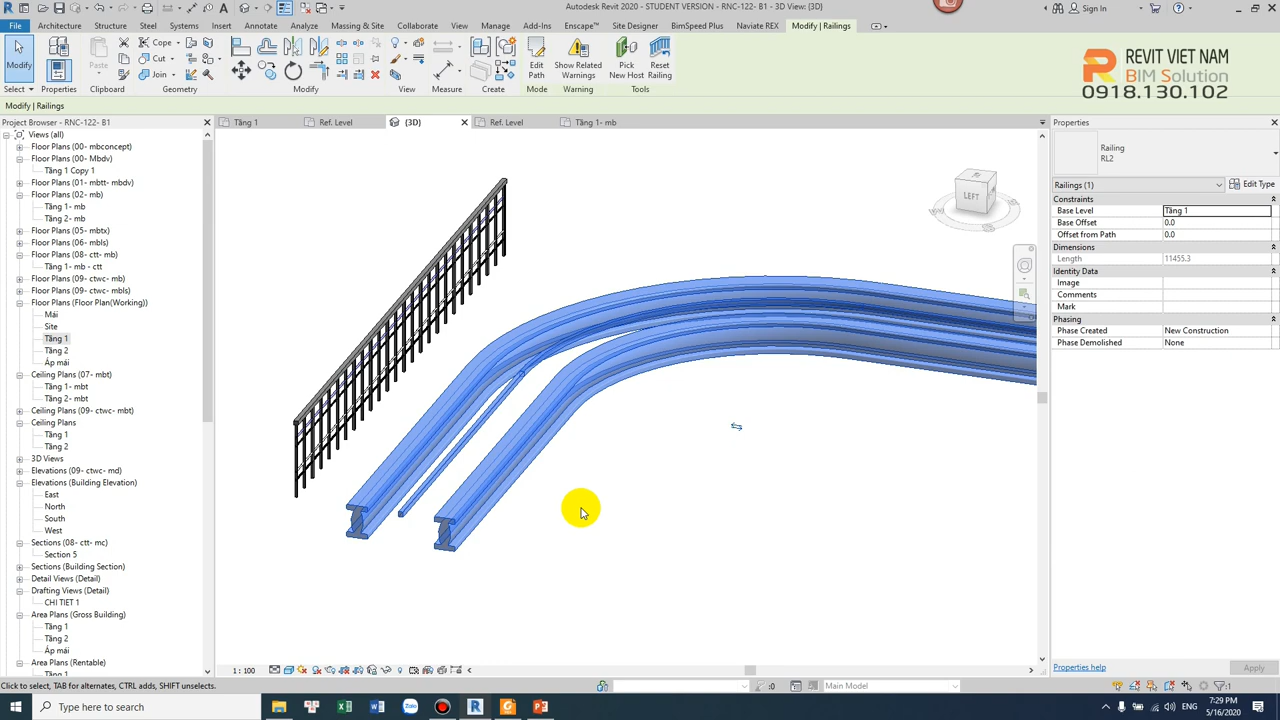 Autodesk Revit 2020 - STUDENT VERSION - RNC-122- B1 - 3D View: {3D}
Sign In
Architecture Structure Steel Systems Insert Annotate Analyze Massing & Site Collaborate View Manage Add-Ins Enscape™ Site Designer BimSpeed Plus Naviate REX Modify | Railings
Modify
Paste
Cope
Cut
Join
Edit Path
Show Related Warnings
Pick New Host
Reset Railing
Select Properties Clipboard Geometry Modify View Measure Create Mode Warning Tools
REVIT VIET NAM
BIM Solution
0918.130.102
Modify | Railings
Project Browser - RNC-122- B1
Tầng 1
Ref. Level
{3D}
Ref. Level
Tầng 1- mb
Views (all)
Floor Plans (00- mbconcept)
Floor Plans (00- Mbdv)
Tầng 1 Copy 1
Floor Plans (01- mbtt- mbdv)
Floor Plans (02- mb)
Tầng 1- mb
Tầng 2- mb
Floor Plans (05- mbtx)
Floor Plans (06- mbls)
Floor Plans (08- ctt- mb)
Tầng 1- mb - ctt
Floor Plans (09- ctwc- mb)
Floor Plans (09- ctwc- mbls)
Floor Plans (Floor Plan(Working))
Mái
Site
Tầng 1
Tầng 2
Áp mái
Ceiling Plans (07- mbt)
Tầng 1- mbt
Tầng 2- mbt
Ceiling Plans (09- ctwc- mbt)
Ceiling Plans
Tầng 1
Tầng 2
3D Views
Elevations (09- ctwc- md)
Elevations (Building Elevation)
East
North
South
West
Sections (08- ctt- mc)
Section 5
Sections (Building Section)
Detail Views (Detail)
Drafting Views (Detail)
CHI TIET 1
Area Plans (Gross Building)
Tầng 1
Tầng 2
Áp mái
Area Plans (Rentable)
Tầng 1
LEFT
Properties
Railing
RL2
Railings (1)
Edit Type
Constraints
Base Level Tầng 1
Base Offset 0.0
Offset from Path 0.0
Dimensions
Length 11455.3
Identity Data
Image
Comments
Mark
Phasing
Phase Created New Construction
Phase Demolished None
Properties help
Apply
1 : 100
Click to select, TAB for alternates, CTRL adds, SHIFT unselects.
:0
Main Model
:1
Type here to search
ENG
7:29 PM
5/16/2020